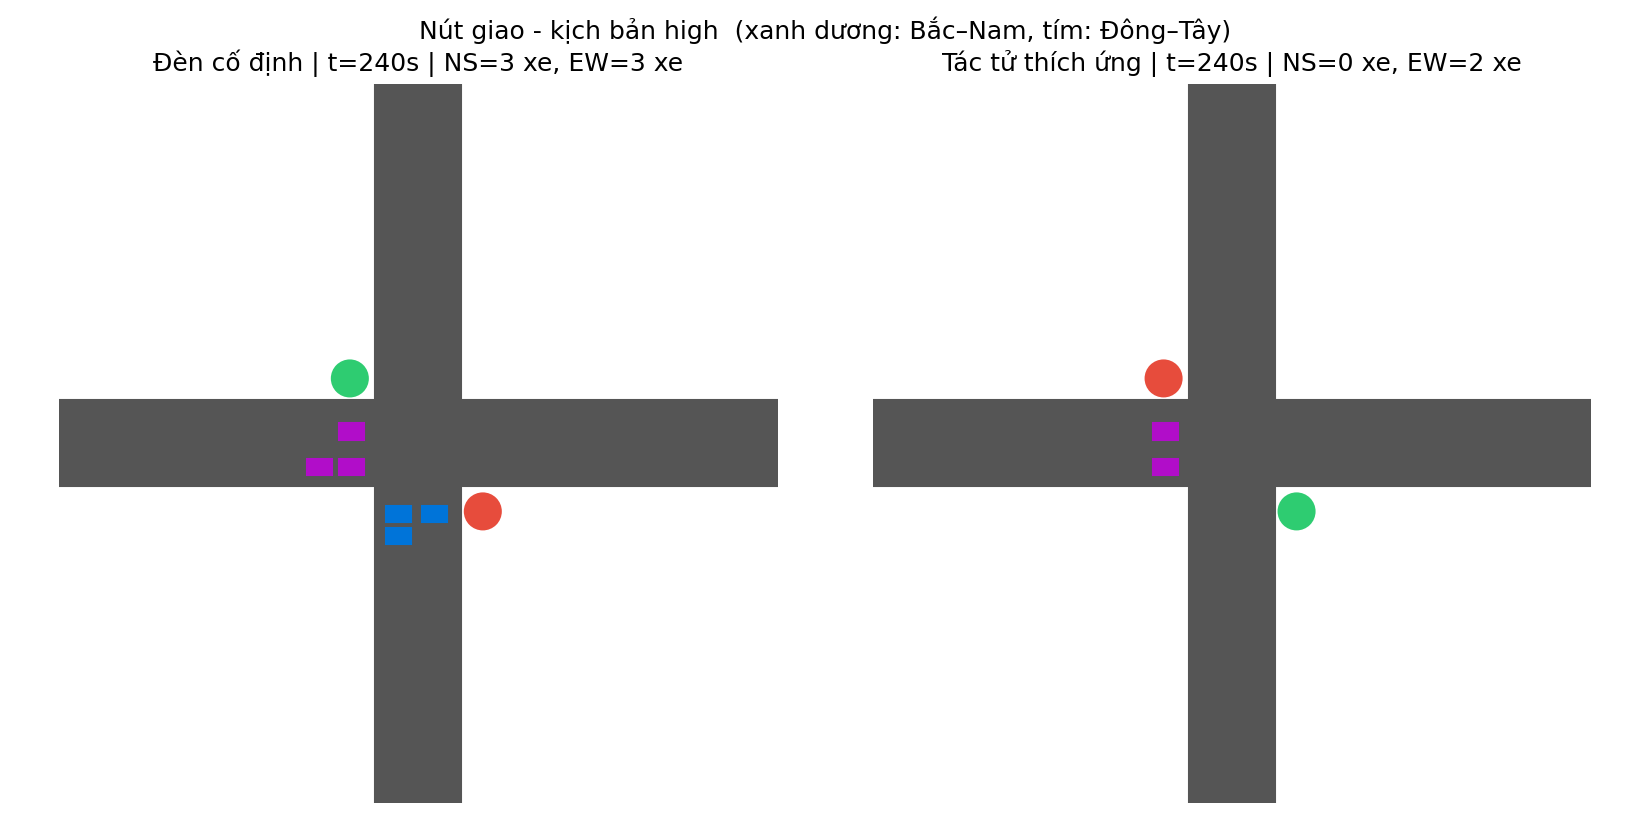 Nút giao - kịch bản high  (xanh dương: Bắc–Nam, tím: Đông–Tây)
Đèn cố định | t=240s | NS=3 xe, EW=3 xe
Tác tử thích ứng | t=240s | NS=0 xe, EW=2 xe